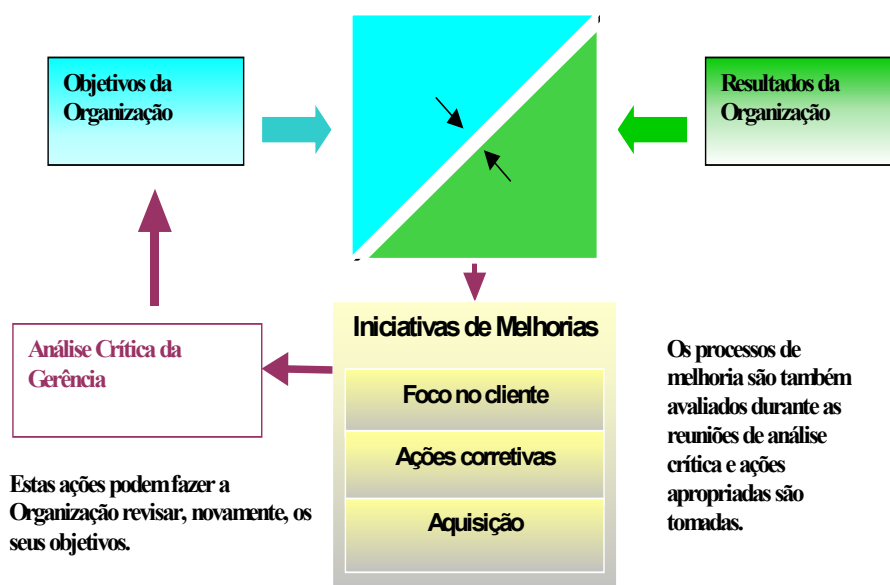 Objetivos da
Organização
Resultados da
Organização
Iniciativas de Melhorias
Foco no cliente
Ações corretivas
Aquisição
Análise Crítica da
Gerência
Estas ações podem fazer a
Organização revisar, novamente, os
seus objetivos.
Os processos de
melhoria são também
avaliados durante as
reuniões de análise
crítica e ações
apropriadas são
tomadas.